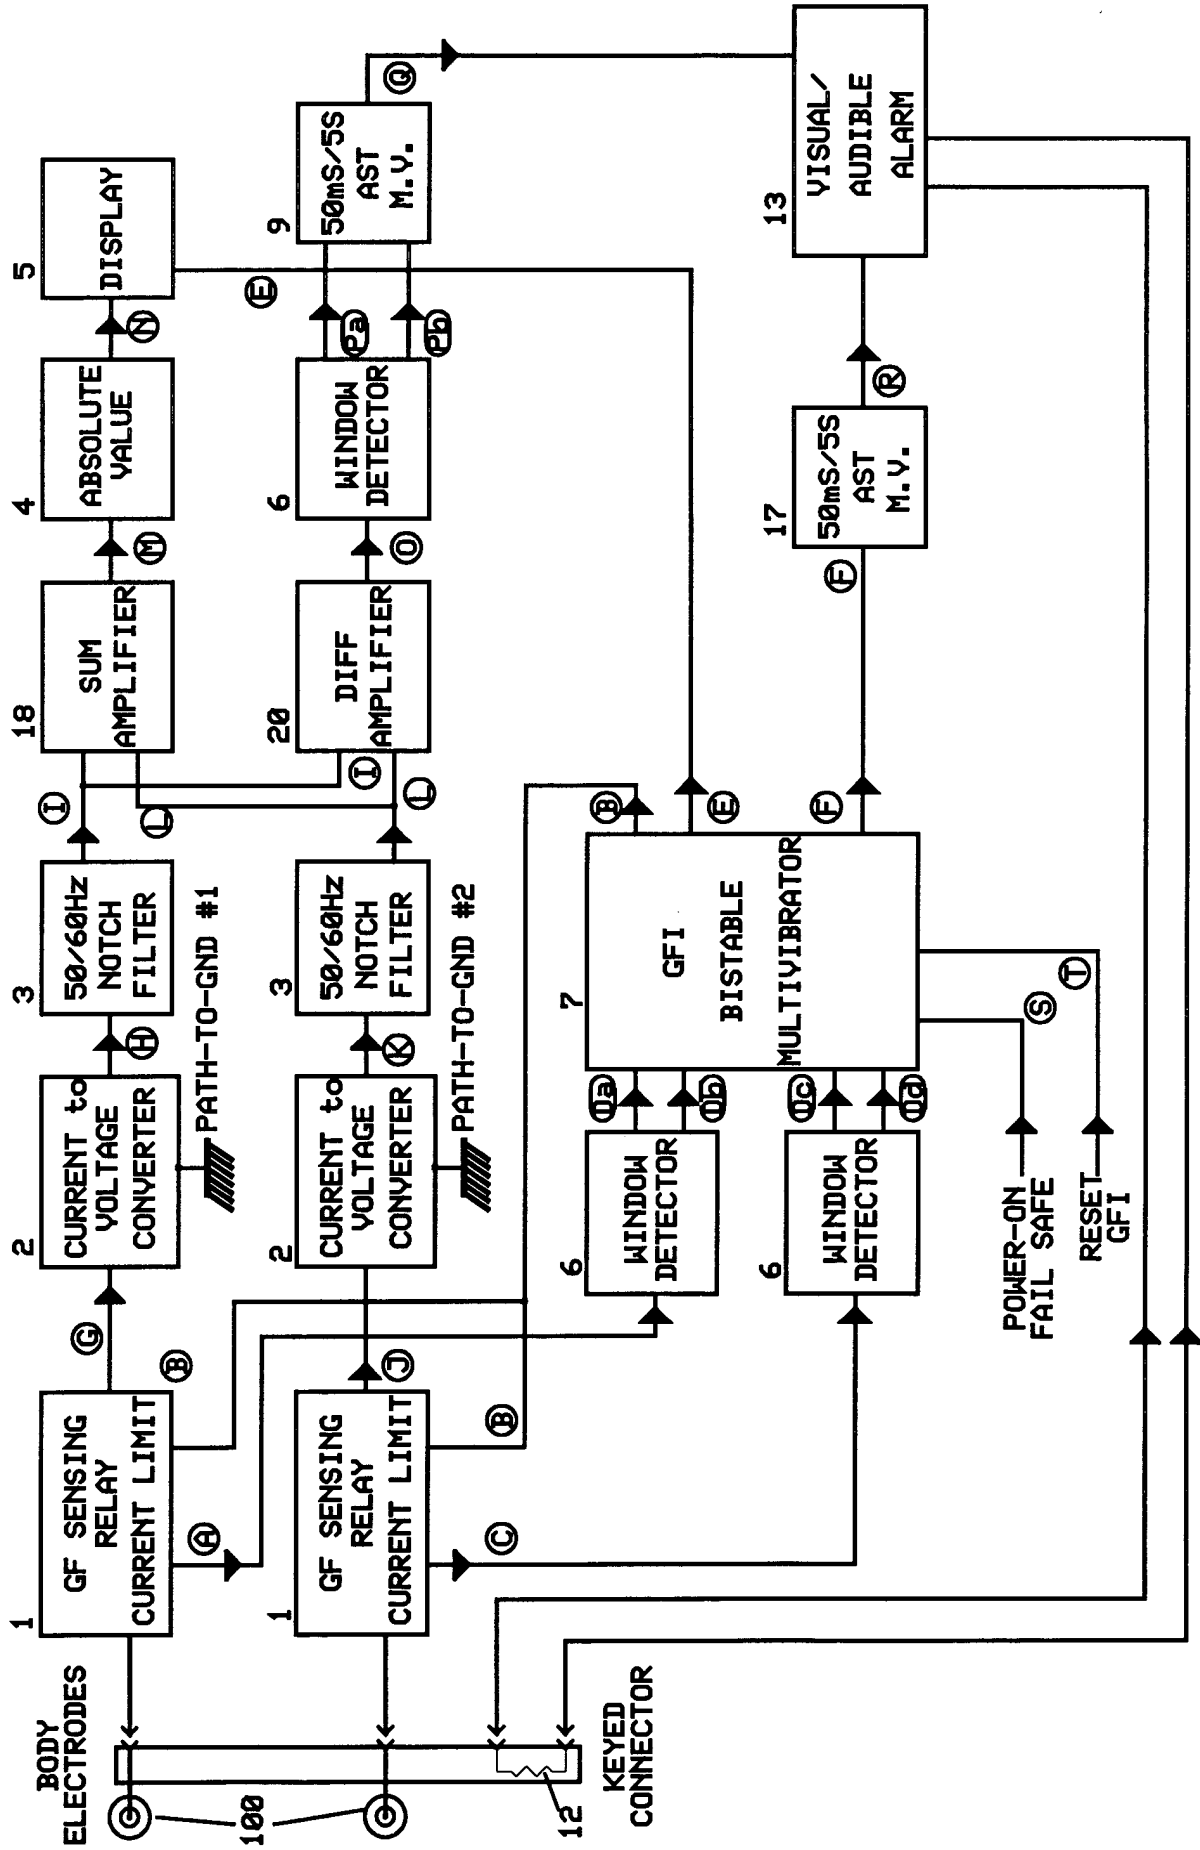 BODY
ELECTRODES
100
12
KEYED
CONNECTOR
1
GF SENSING
RELAY
CURRENT LIMIT
A
B
G
2
CURRENT to
VOLTAGE
CONVERTER
PATH-TO-GND #1
H
3
50/60Hz
NOTCH
FILTER
I
L
18
SUM
AMPLIFIER
M
4
ABSOLUTE
VALUE
N
5
DISPLAY
E
1
GF SENSING
RELAY
CURRENT LIMIT
C
B
J
2
CURRENT to
VOLTAGE
CONVERTER
PATH-TO-GND #2
K
3
50/60Hz
NOTCH
FILTER
I
L
20
DIFF
AMPLIFIER
O
6
WINDOW
DETECTOR
Pa
Pb
9
50mS/5S
AST
M.V.
Q
6
WINDOW
DETECTOR
Da
Db
6
WINDOW
DETECTOR
Dc
Dd
7
GFI
BISTABLE
MULTIVIBRATOR
B
E
F
F
17
50mS/5S
AST
M.V.
R
13
VISUAL/
AUDIBLE
ALARM
POWER-ON
FAIL SAFE
S
RESET
GFI
T